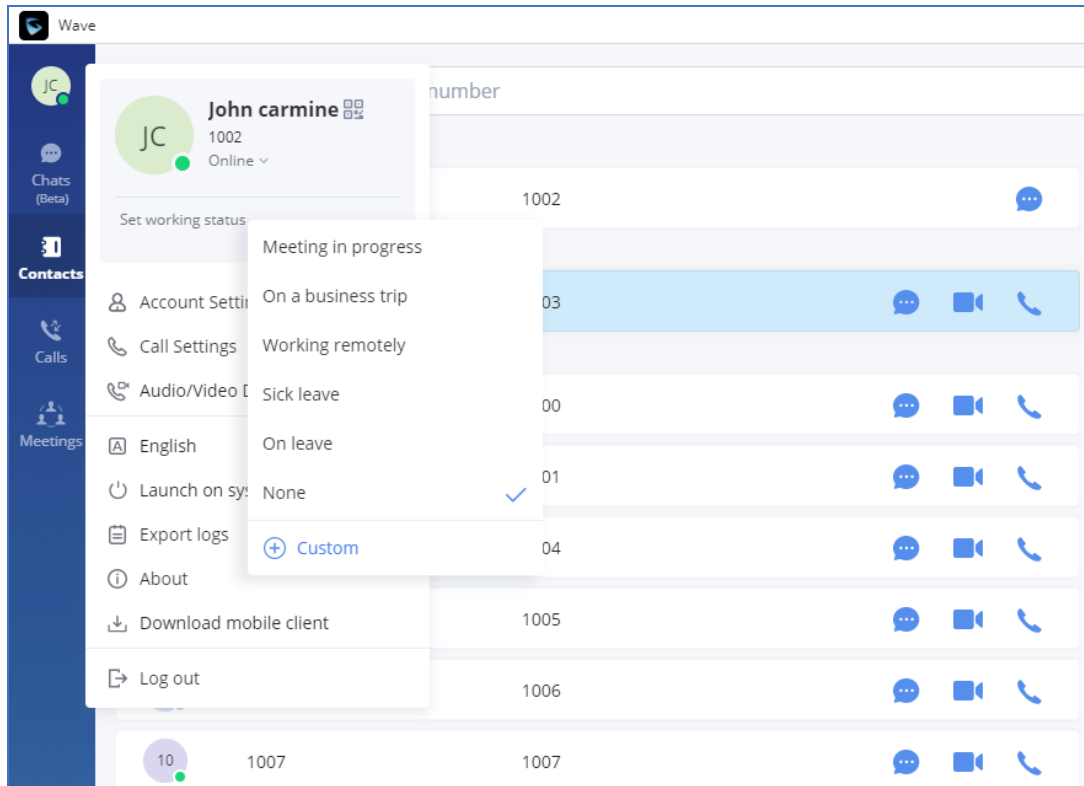 Wave
JC
Chats
(Beta)
Contacts
Calls
Meetings
number
JC
John carmine
1002
Online
Set working status
Account Settin
Call Settings
Audio/Video D
English
Launch on sys
Export logs
About
Download mobile client
Log out
Meeting in progress
On a business trip
Working remotely
Sick leave
On leave
None
Custom
1002
03
00
01
04
1005
1006
10
1007
1007